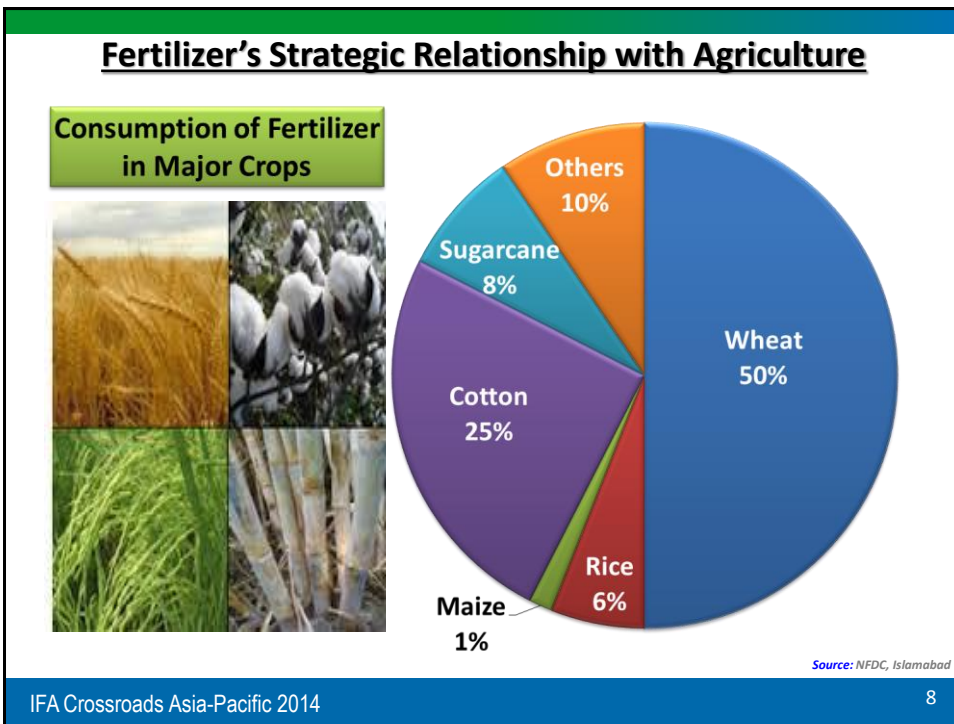 Fertilizer's Strategic Relationship with Agriculture
Consumption of Fertilizer
in Major Crops
Others
10%
Sugarcane
8%
Wheat
50%
Cotton
25%
Rice
6%
Maize
1%
Source: NFDC, Islamabad
IFA Crossroads Asia-Pacific 2014
8